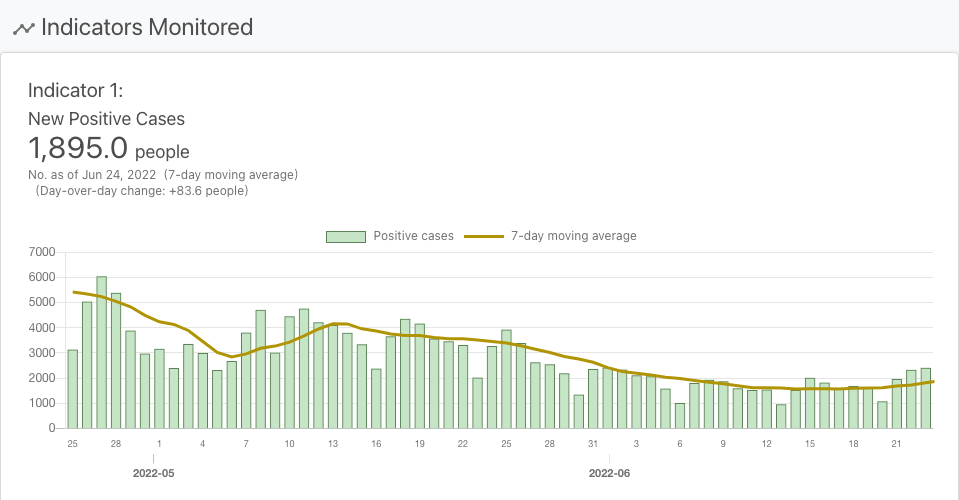 Indicators Monitored
Indicator 1:
New Positive Cases
1,895.0 people
No. as of Jun 24, 2022 (7-day moving average)
(Day-over-day change: +83.6 people)
Positive cases 7-day moving average
7000
6000
5000
4000
3000
2000
1000
0
25 28 1 4 7 10 13 16 19 22 25 28 31 3 6 9 12 15 18 21
2022-05 2022-06